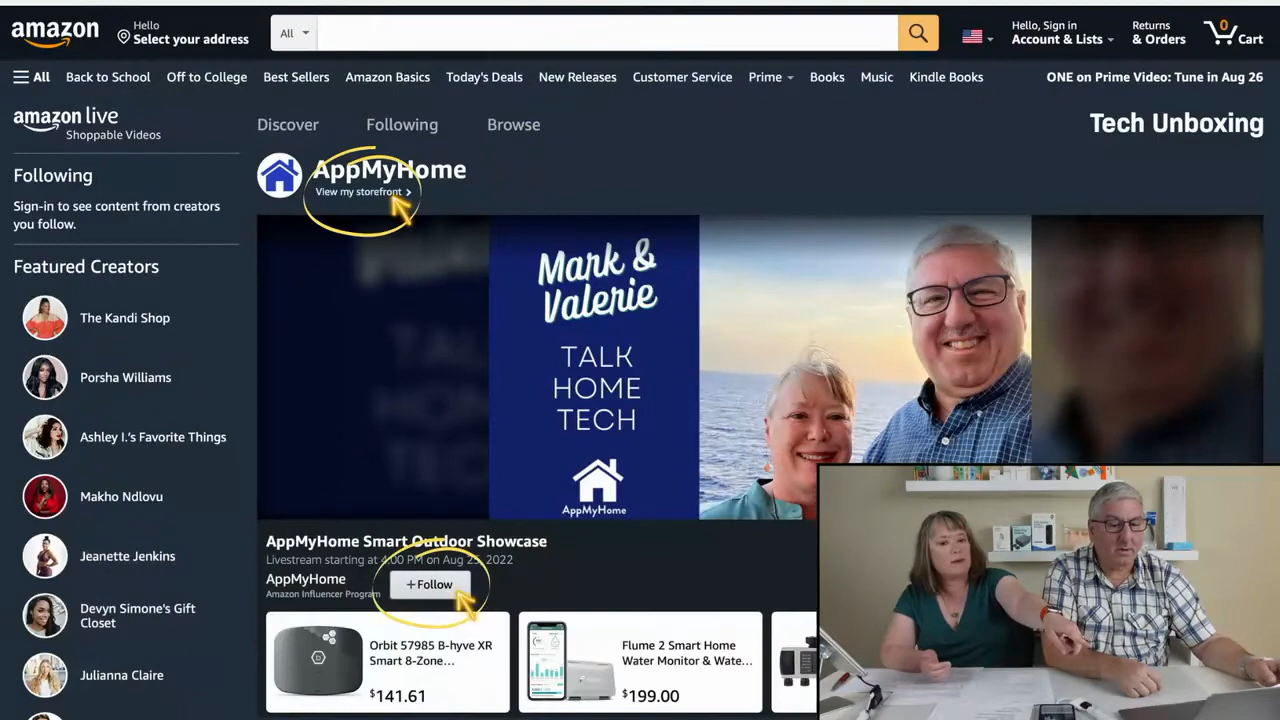 amazon
Hello
Select your address
All
Hello, Sign in
Account & Lists
Returns
& Orders
0
Cart
All
Back to School
Off to College
Best Sellers
Amazon Basics
Today's Deals
New Releases
Customer Service
Prime
Books
Music
Kindle Books
ONE on Prime Video: Tune in Aug 26
amazon live
Shoppable Videos
Discover
Following
Browse
Tech Unboxing
Following
Sign-in to see content from creators
you follow.
Featured Creators
The Kandi Shop
Porsha Williams
Ashley I.'s Favorite Things
Makho Ndlovu
Jeanette Jenkins
Devyn Simone's Gift
Closet
Julianna Claire
AppMyHome
View my storefront
Mark &
Valerie
TALK
HOME
TECH
AppMyHome
AppMyHome Smart Outdoor Showcase
Livestream starting at 4:00 PM on Aug 25, 2022
AppMyHome
Amazon Influencer Program
+Follow
Orbit 57985 B-hyve XR
Smart 8-Zone...
$141.61
Flume 2 Smart Home
Water Monitor & Wate...
$199.00